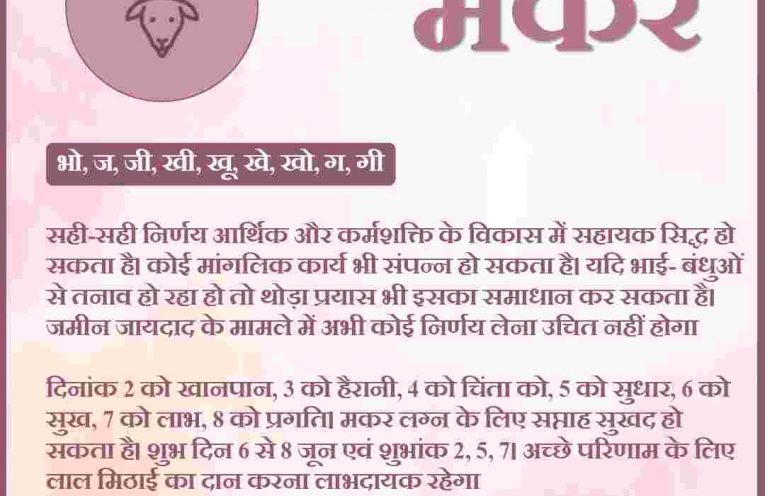 मकर
भो, ज, जी, खी, खू, खे, खो, ग, गी
सही-सही निर्णय आर्थिक और कर्मशक्ति के विकास में सहायक सिद्ध हो
सकता है। कोई मांगलिक कार्य भी संपन्न हो सकता है। यदि भाई- बंधुओं
से तनाव हो रहा हो तो थोड़ा प्रयास भी इसका समाधान कर सकता है।
जमीन जायदाद के मामले में अभी कोई निर्णय लेना उचित नहीं होगा
दिनांक 2 को खानपान, 3 को हैरानी, 4 को चिंता को, 5 को सुधार, 6 को
सुख, 7 को लाभ, 8 को प्रगति। मकर लग्न के लिए सप्ताह सुखद हो
सकता है। शुभ दिन 6 से 8 जून एवं शुभांक 2, 5, 7। अच्छे परिणाम के लिए
लाल मिठाई का दान करना लाभदायक रहेगा